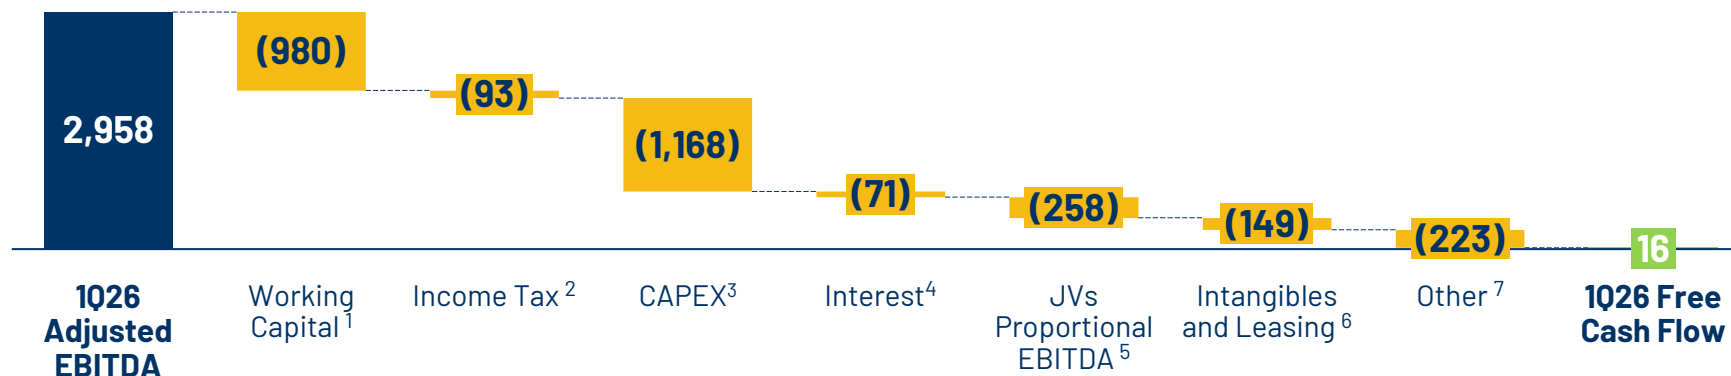 2,958
(980)
(93)
(1,168)
(71)
(258)
(149)
(223)
16
1Q26
Adjusted
EBITDA
Working
Capital 1
Income Tax 2
CAPEX3
Interest4
JVs
Proportional
EBITDA 5
Intangibles
and Leasing 6
Other 7
1Q26 Free
Cash Flow